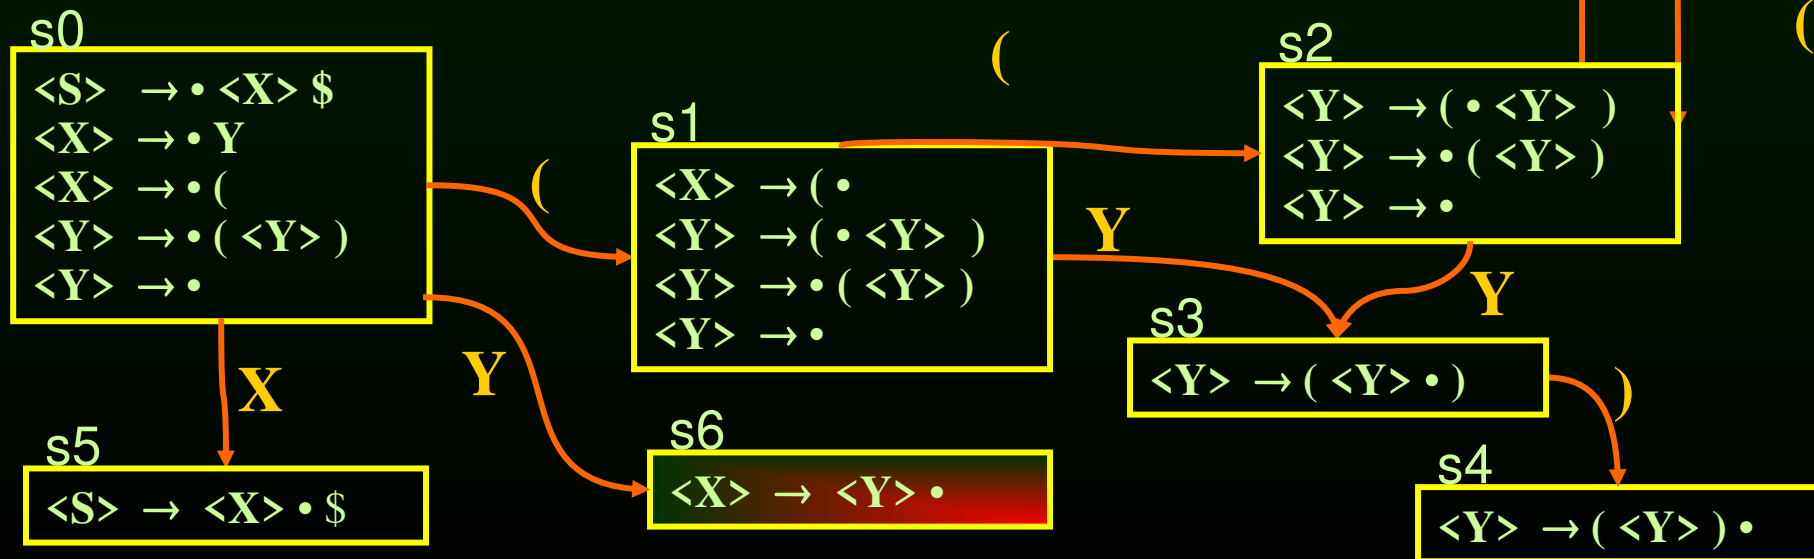 s0
<S> → • <X> $
<X> → • Y
<X> → • (
<Y> → • ( <Y> )
<Y> → •
(
s1
<X> → ( •
<Y> → ( • <Y> )
<Y> → • ( <Y> )
<Y> → •
(
(
s2
<Y> → ( • <Y> )
<Y> → • ( <Y> )
<Y> → •
Y
Y
s3
<Y> → ( <Y> • )
)
s4
<Y> → ( <Y> ) •
X
Y
s5
<S> → <X> • $
s6
<X> → <Y> •